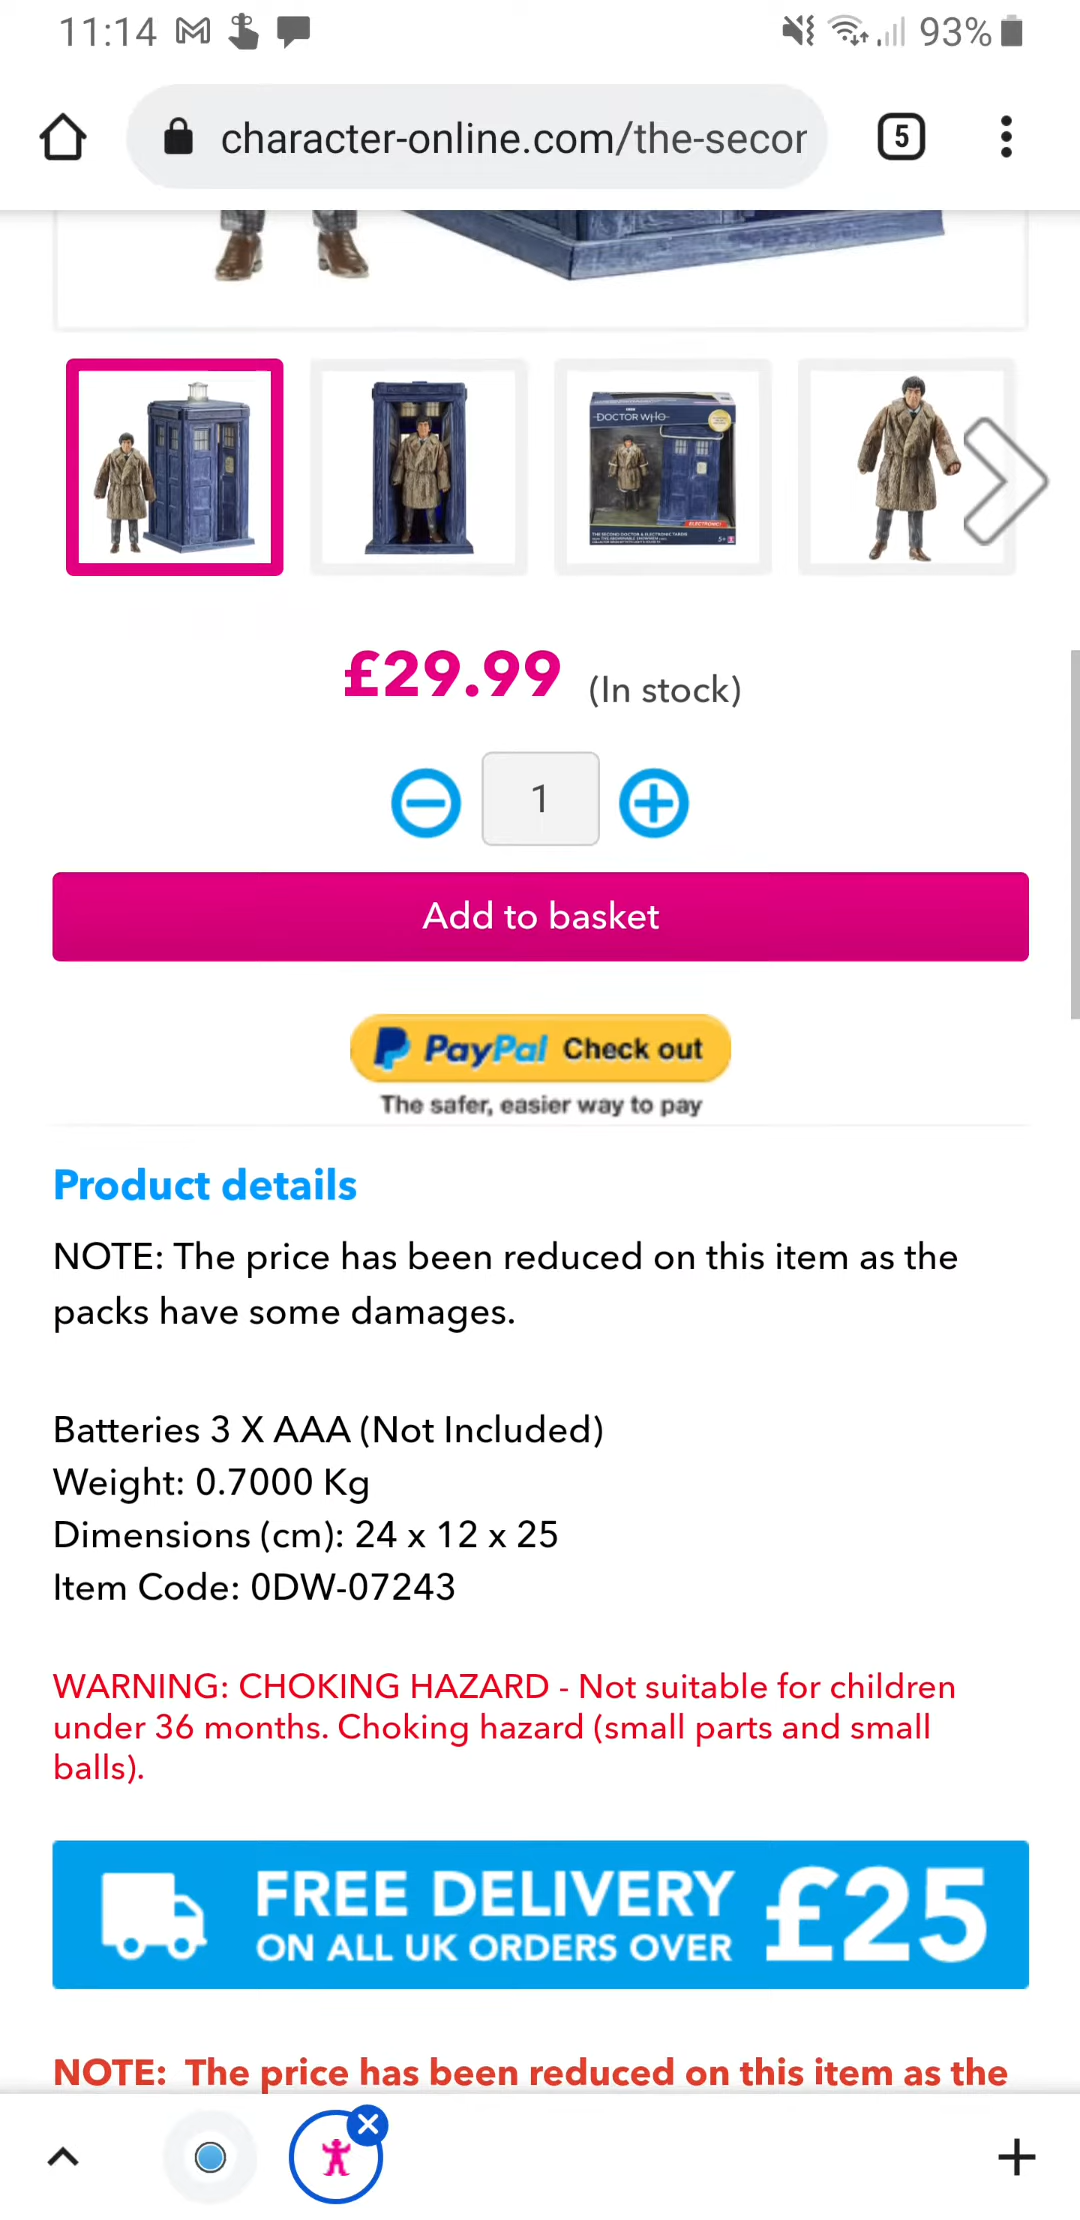 11:14
93%
character-online.com/the-secor
5
DOCTOR WHO
ELECTRONIC!
5+
£29.99 (In stock)
1
Add to basket
PayPal Check out
The safer, easier way to pay
Product details
NOTE: The price has been reduced on this item as the
packs have some damages.
Batteries 3 X AAA (Not Included)
Weight: 0.7000 Kg
Dimensions (cm): 24 x 12 x 25
Item Code: 0DW-07243
WARNING: CHOKING HAZARD - Not suitable for children
under 36 months. Choking hazard (small parts and small
balls).
FREE DELIVERY £25
ON ALL UK ORDERS OVER
NOTE: The price has been reduced on this item as the